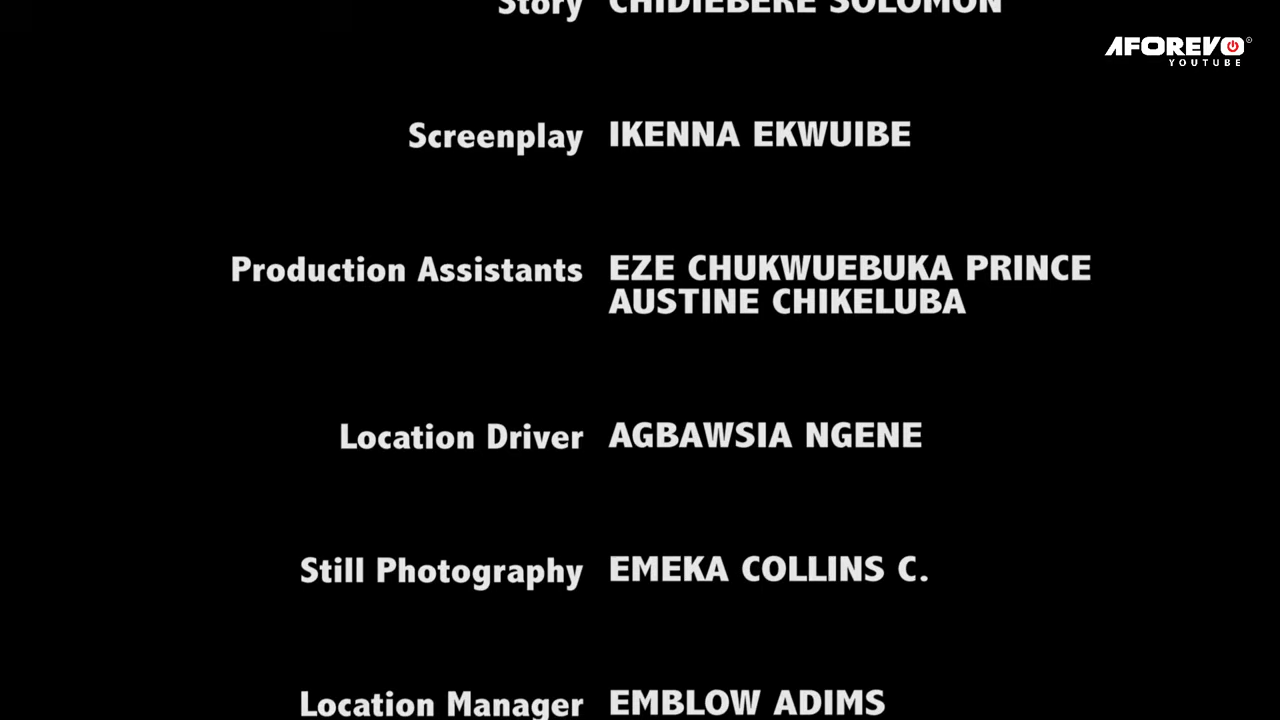 Story CHIDIEBERE SOLOMON
AFOREVO
YOUTUBE
Screenplay IKENNA EKWUIBE
Production Assistants EZE CHUKWUEBUKA PRINCE
AUSTINE CHIKELUBA
Location Driver AGBAWSIA NGENE
Still Photography EMEKA COLLINS C.
Location Manager EMBLOW ADIMS